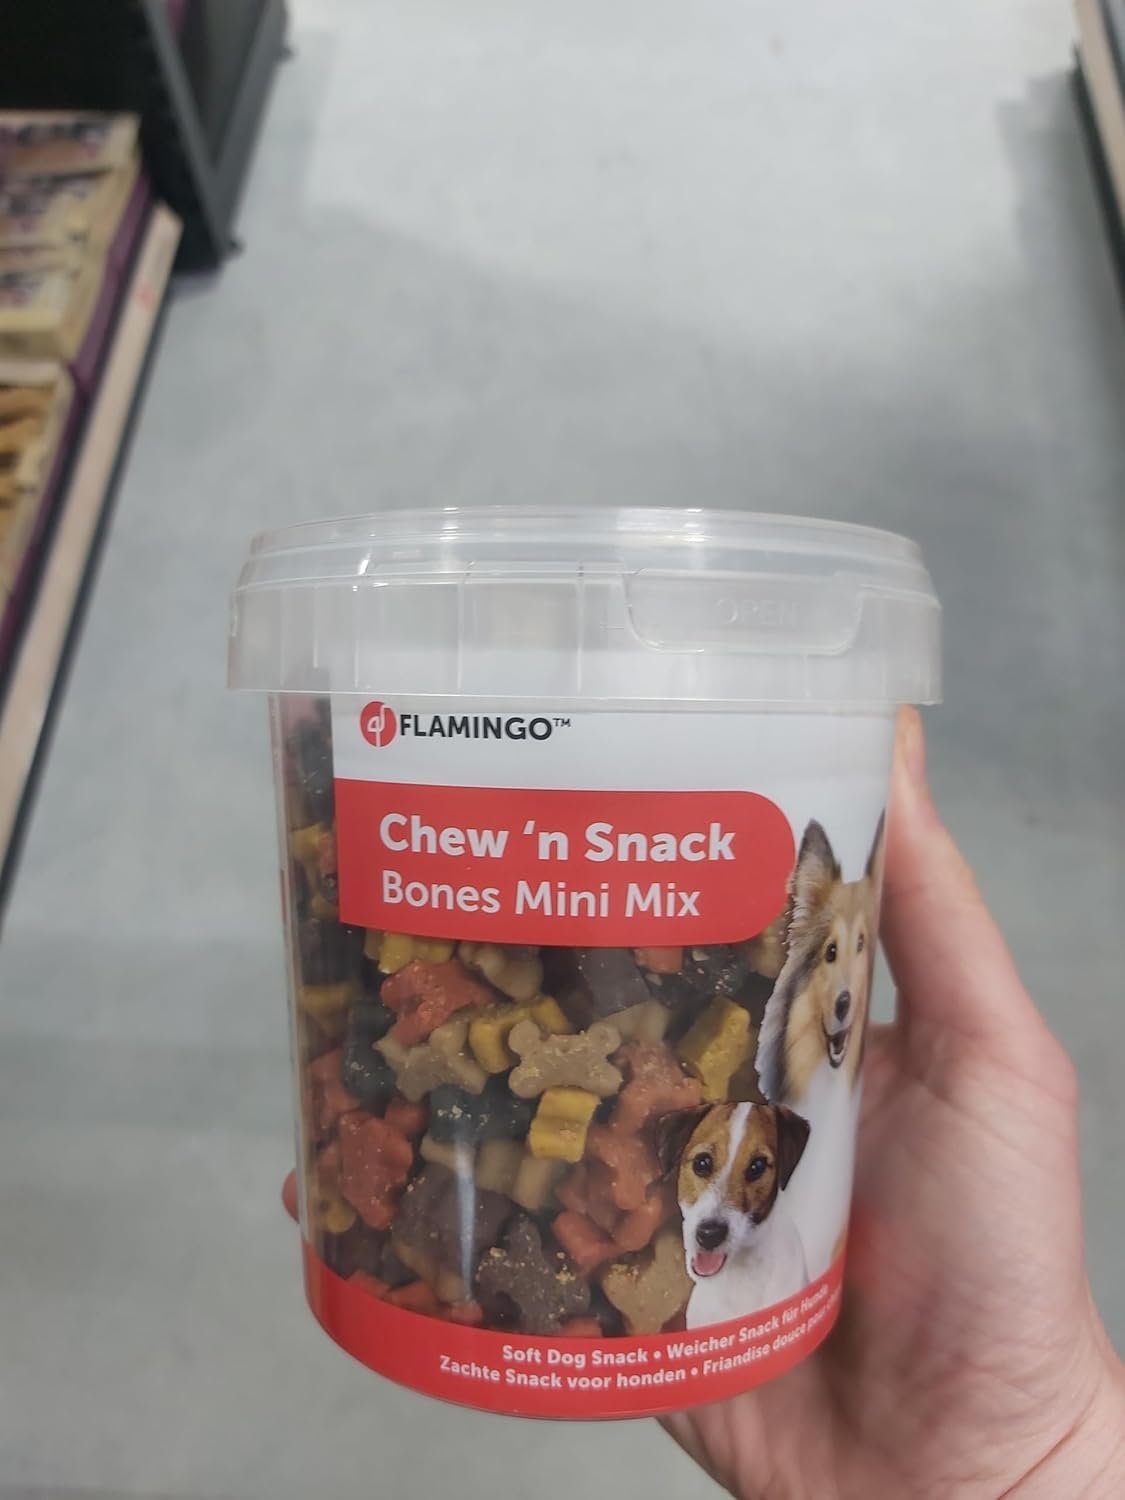 OPEN
FLAMINGO™
Chew 'n Snack
Bones Mini Mix
Soft Dog Snack • Weicher Snack für Hunde
Zachte Snack voor honden • Friandise douce pour